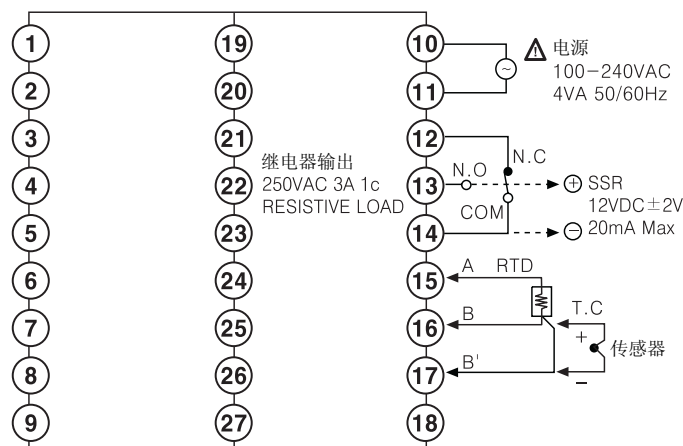 1
2
3
4
5
6
7
8
9
19
20
21
22
23
24
25
26
27
继电器输出
250VAC 3A 1c
RESISTIVE LOAD
10
11
12
13
14
15
16
17
18
~
电源
100-240VAC
4VA 50/60Hz
N.C
N.O
COM
+ SSR
12VDC±2V
− 20mA Max
A RTD
B
B'
T.C
+
−
传感器